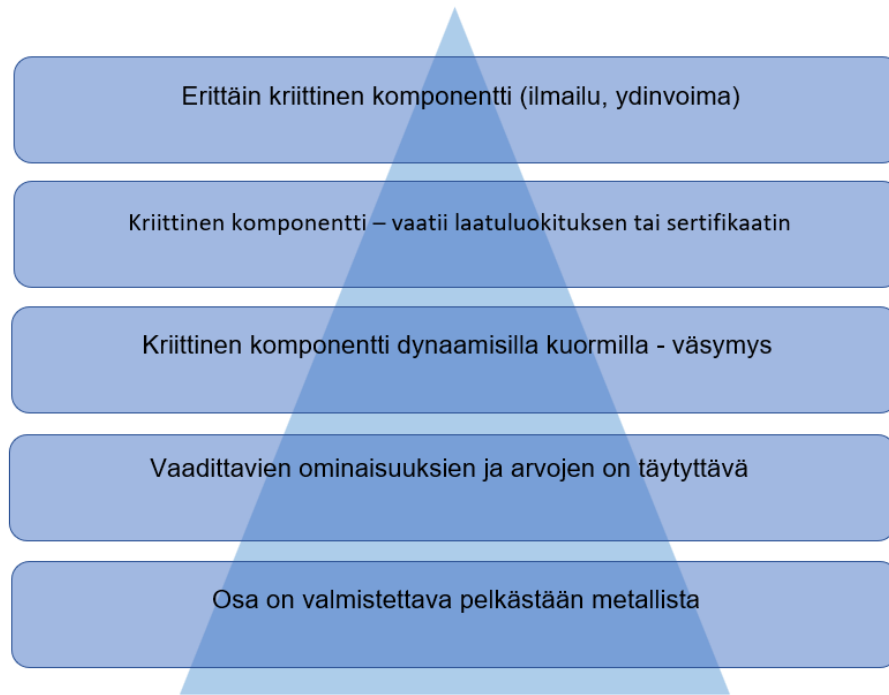 Erittäin kriittinen komponentti (ilmailu, ydinvoima)
Kriittinen komponentti – vaatii laatuluokituksen tai sertifikaatin
Kriittinen komponentti dynaamisilla kuormilla - väsymys
Vaadittavien ominaisuuksien ja arvojen on täytyttävä
Osa on valmistettava pelkästään metallista